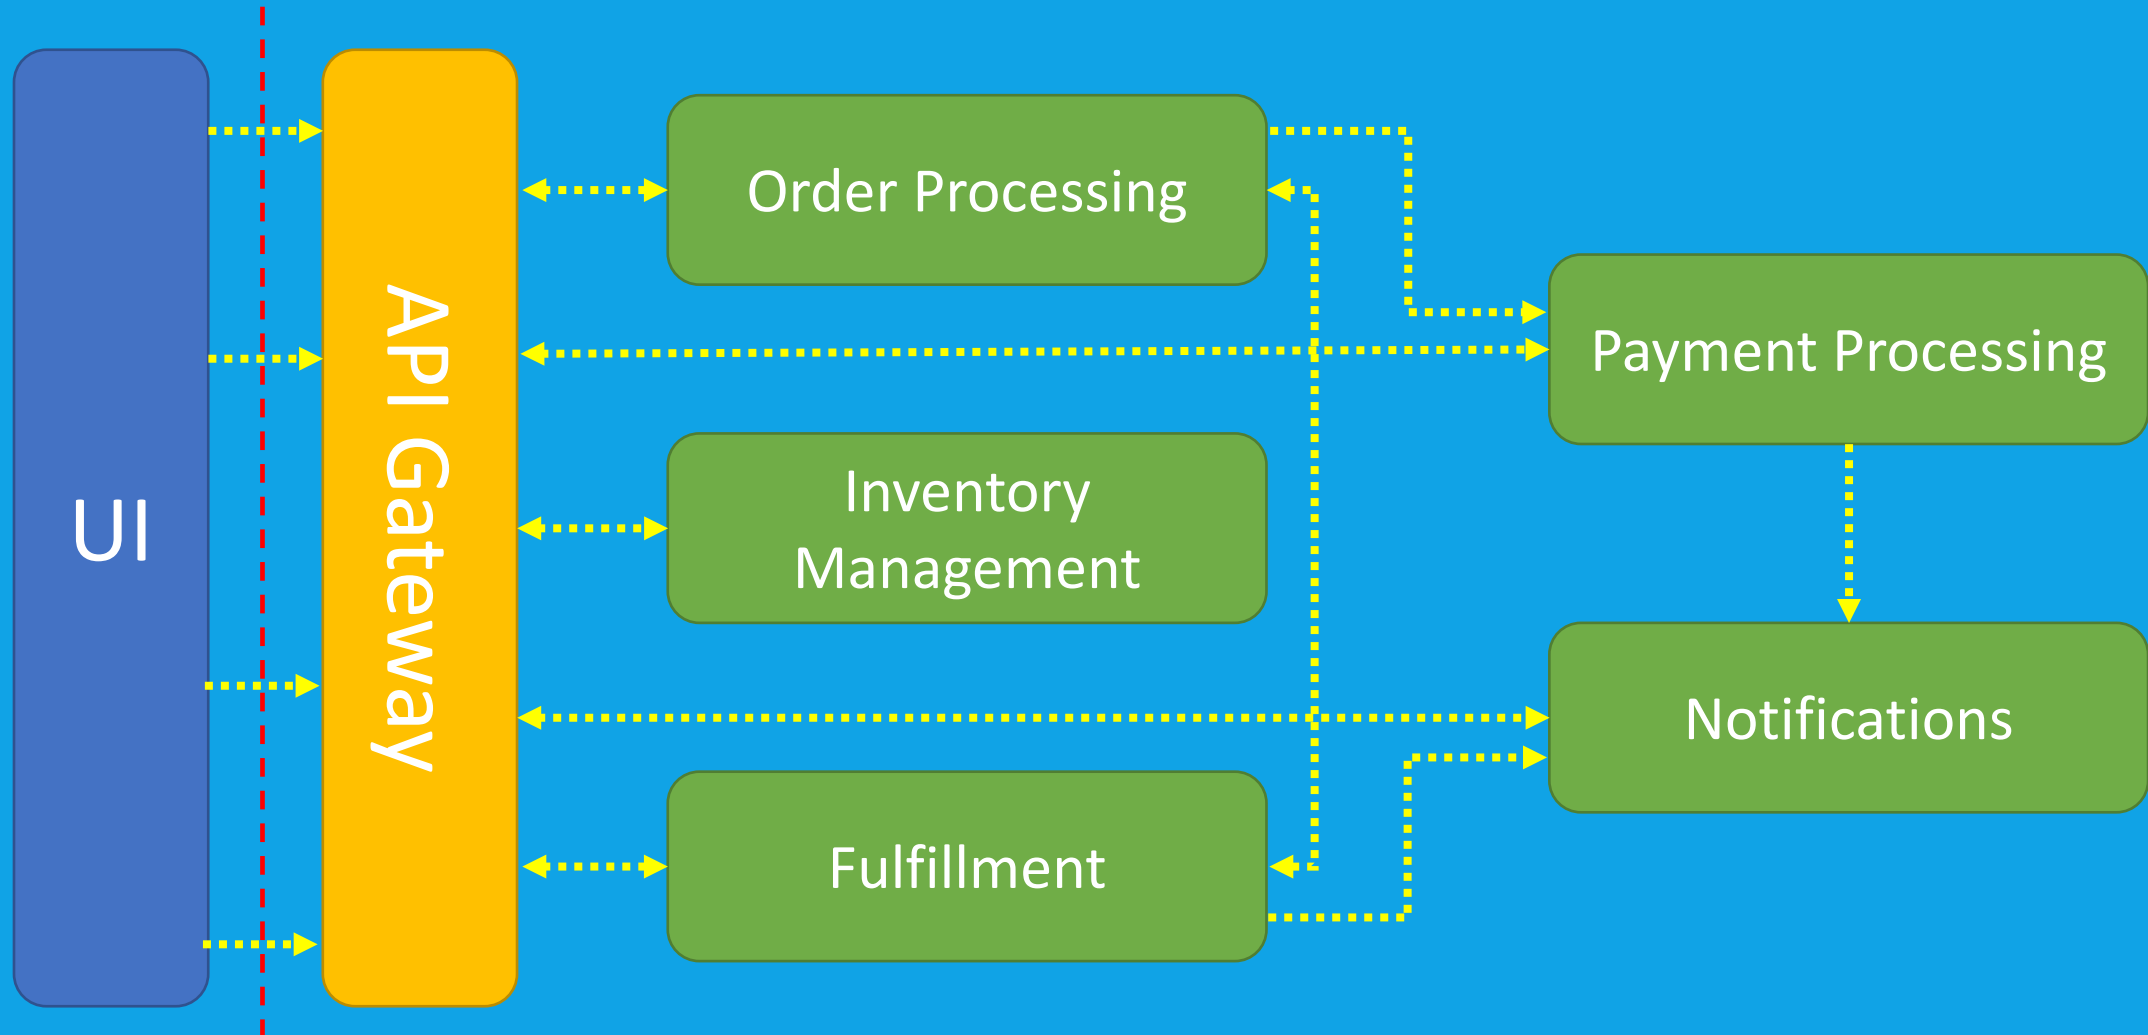 UI
API Gateway
Order Processing
Payment Processing
Inventory
Management
Notifications
Fulfillment